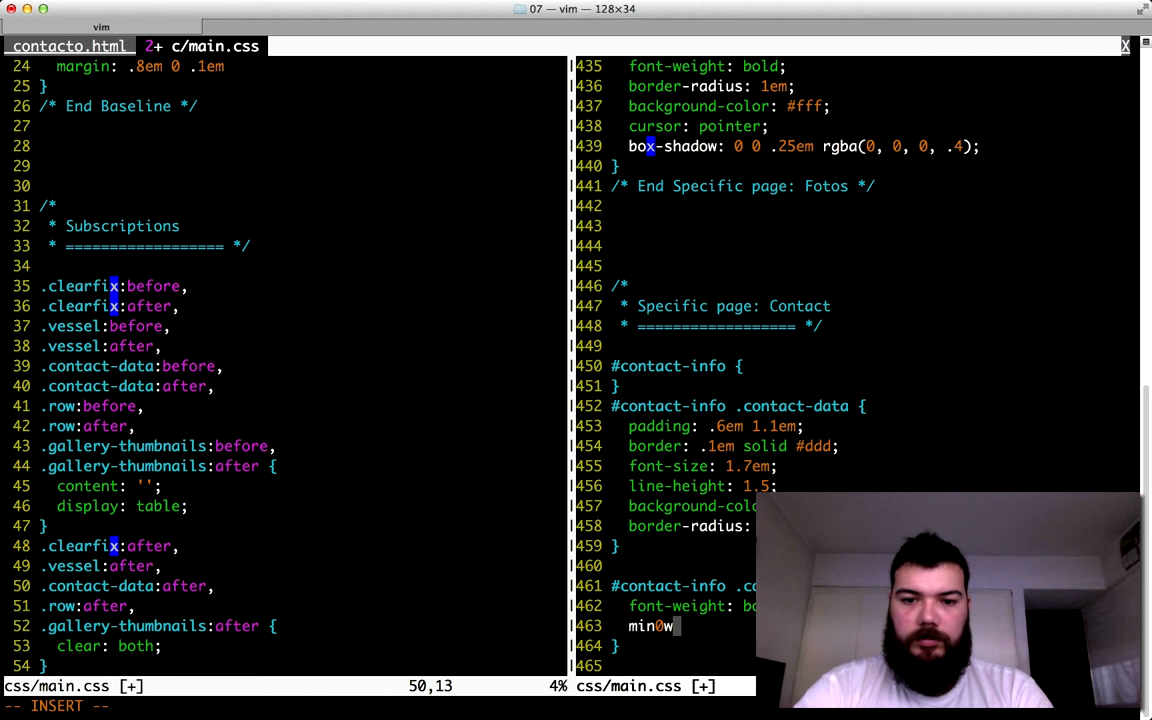 07 — vim — 128×34
vim
contacto.html 2+ c/main.css X
24 margin: .8em 0 .1em
25 }
26 /* End Baseline */
27
28
29
30
31 /*
32 * Subscriptions
33 * ================== */
34
35 .clearfix:before,
36 .clearfix:after,
37 .vessel:before,
38 .vessel:after,
39 .contact-data:before,
40 .contact-data:after,
41 .row:before,
42 .row:after,
43 .gallery-thumbnails:before,
44 .gallery-thumbnails:after {
45 content: '';
46 display: table;
47 }
48 .clearfix:after,
49 .vessel:after,
50 .contact-data:after,
51 .row:after,
52 .gallery-thumbnails:after {
53 clear: both;
54 }
css/main.css [+] 50,13 4%
435 font-weight: bold;
436 border-radius: 1em;
437 background-color: #fff;
438 cursor: pointer;
439 box-shadow: 0 0 .25em rgba(0, 0, 0, .4);
440 }
441 /* End Specific page: Fotos */
442
443
444
445
446 /*
447 * Specific page: Contact
448 * ================== */
449
450 #contact-info {
451 }
452 #contact-info .contact-data {
453 padding: .6em 1.1em;
454 border: .1em solid #ddd;
455 font-size: 1.7em;
456 line-height: 1.5;
457 background-colo
458 border-radius:
459 }
460
461 #contact-info .co
462 font-weight: bo
463 min0w
464 }
465
css/main.css [+]
-- INSERT --